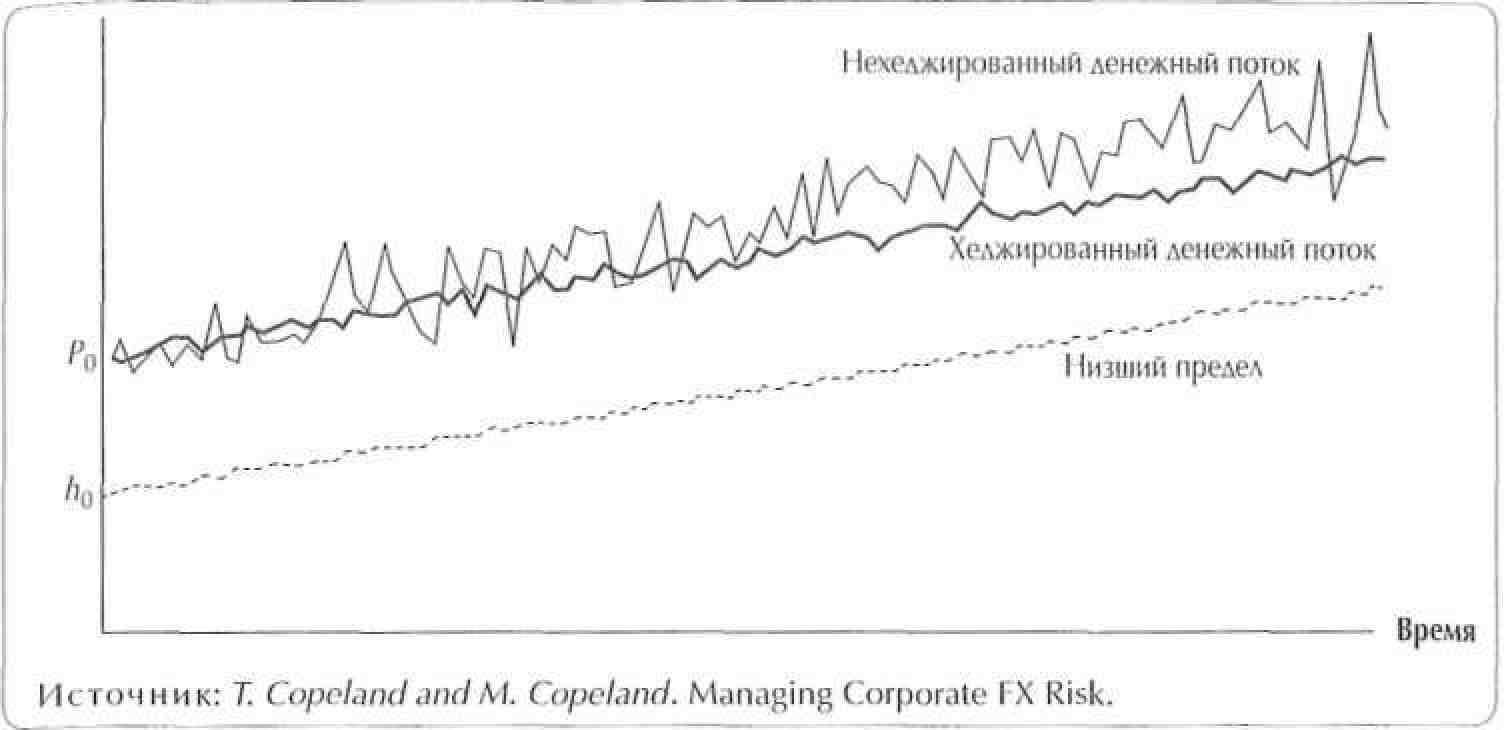 Нехеджированный денежный поток
Хеджированный денежный поток
P0
Низший предел
h0
Время
Источник: T. Copeland and M. Copeland. Managing Corporate FX Risk.